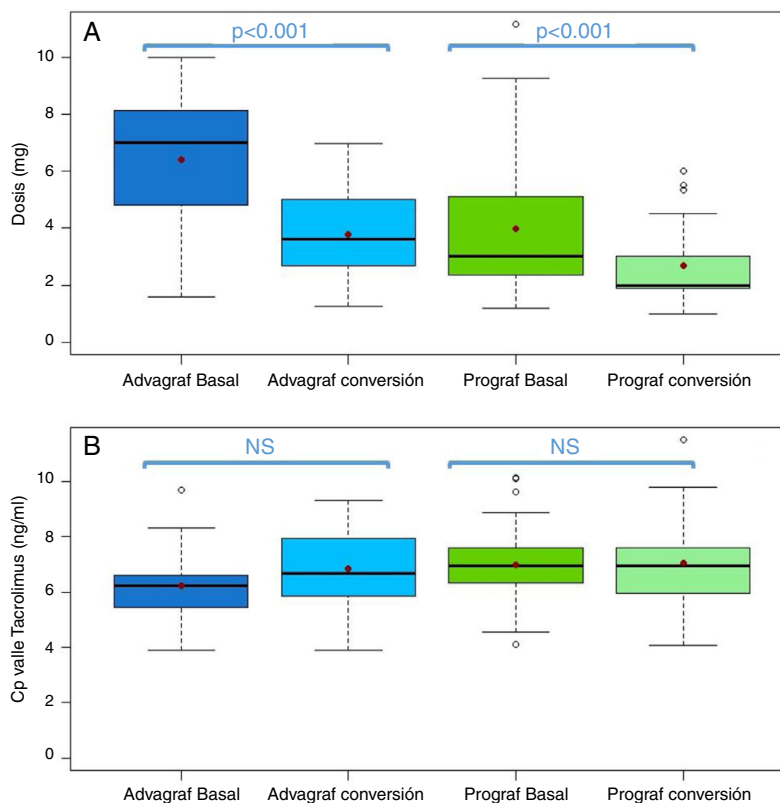 A
p<0.001
p<0.001
10
8
6
4
2
0
Dosis (mg)
Advagraf Basal
Advagraf conversión
Prograf Basal
Prograf conversión
B
NS
NS
10
8
6
4
2
0
Cp valle Tacrolimus (ng/ml)
Advagraf Basal
Advagraf conversión
Prograf Basal
Prograf conversión